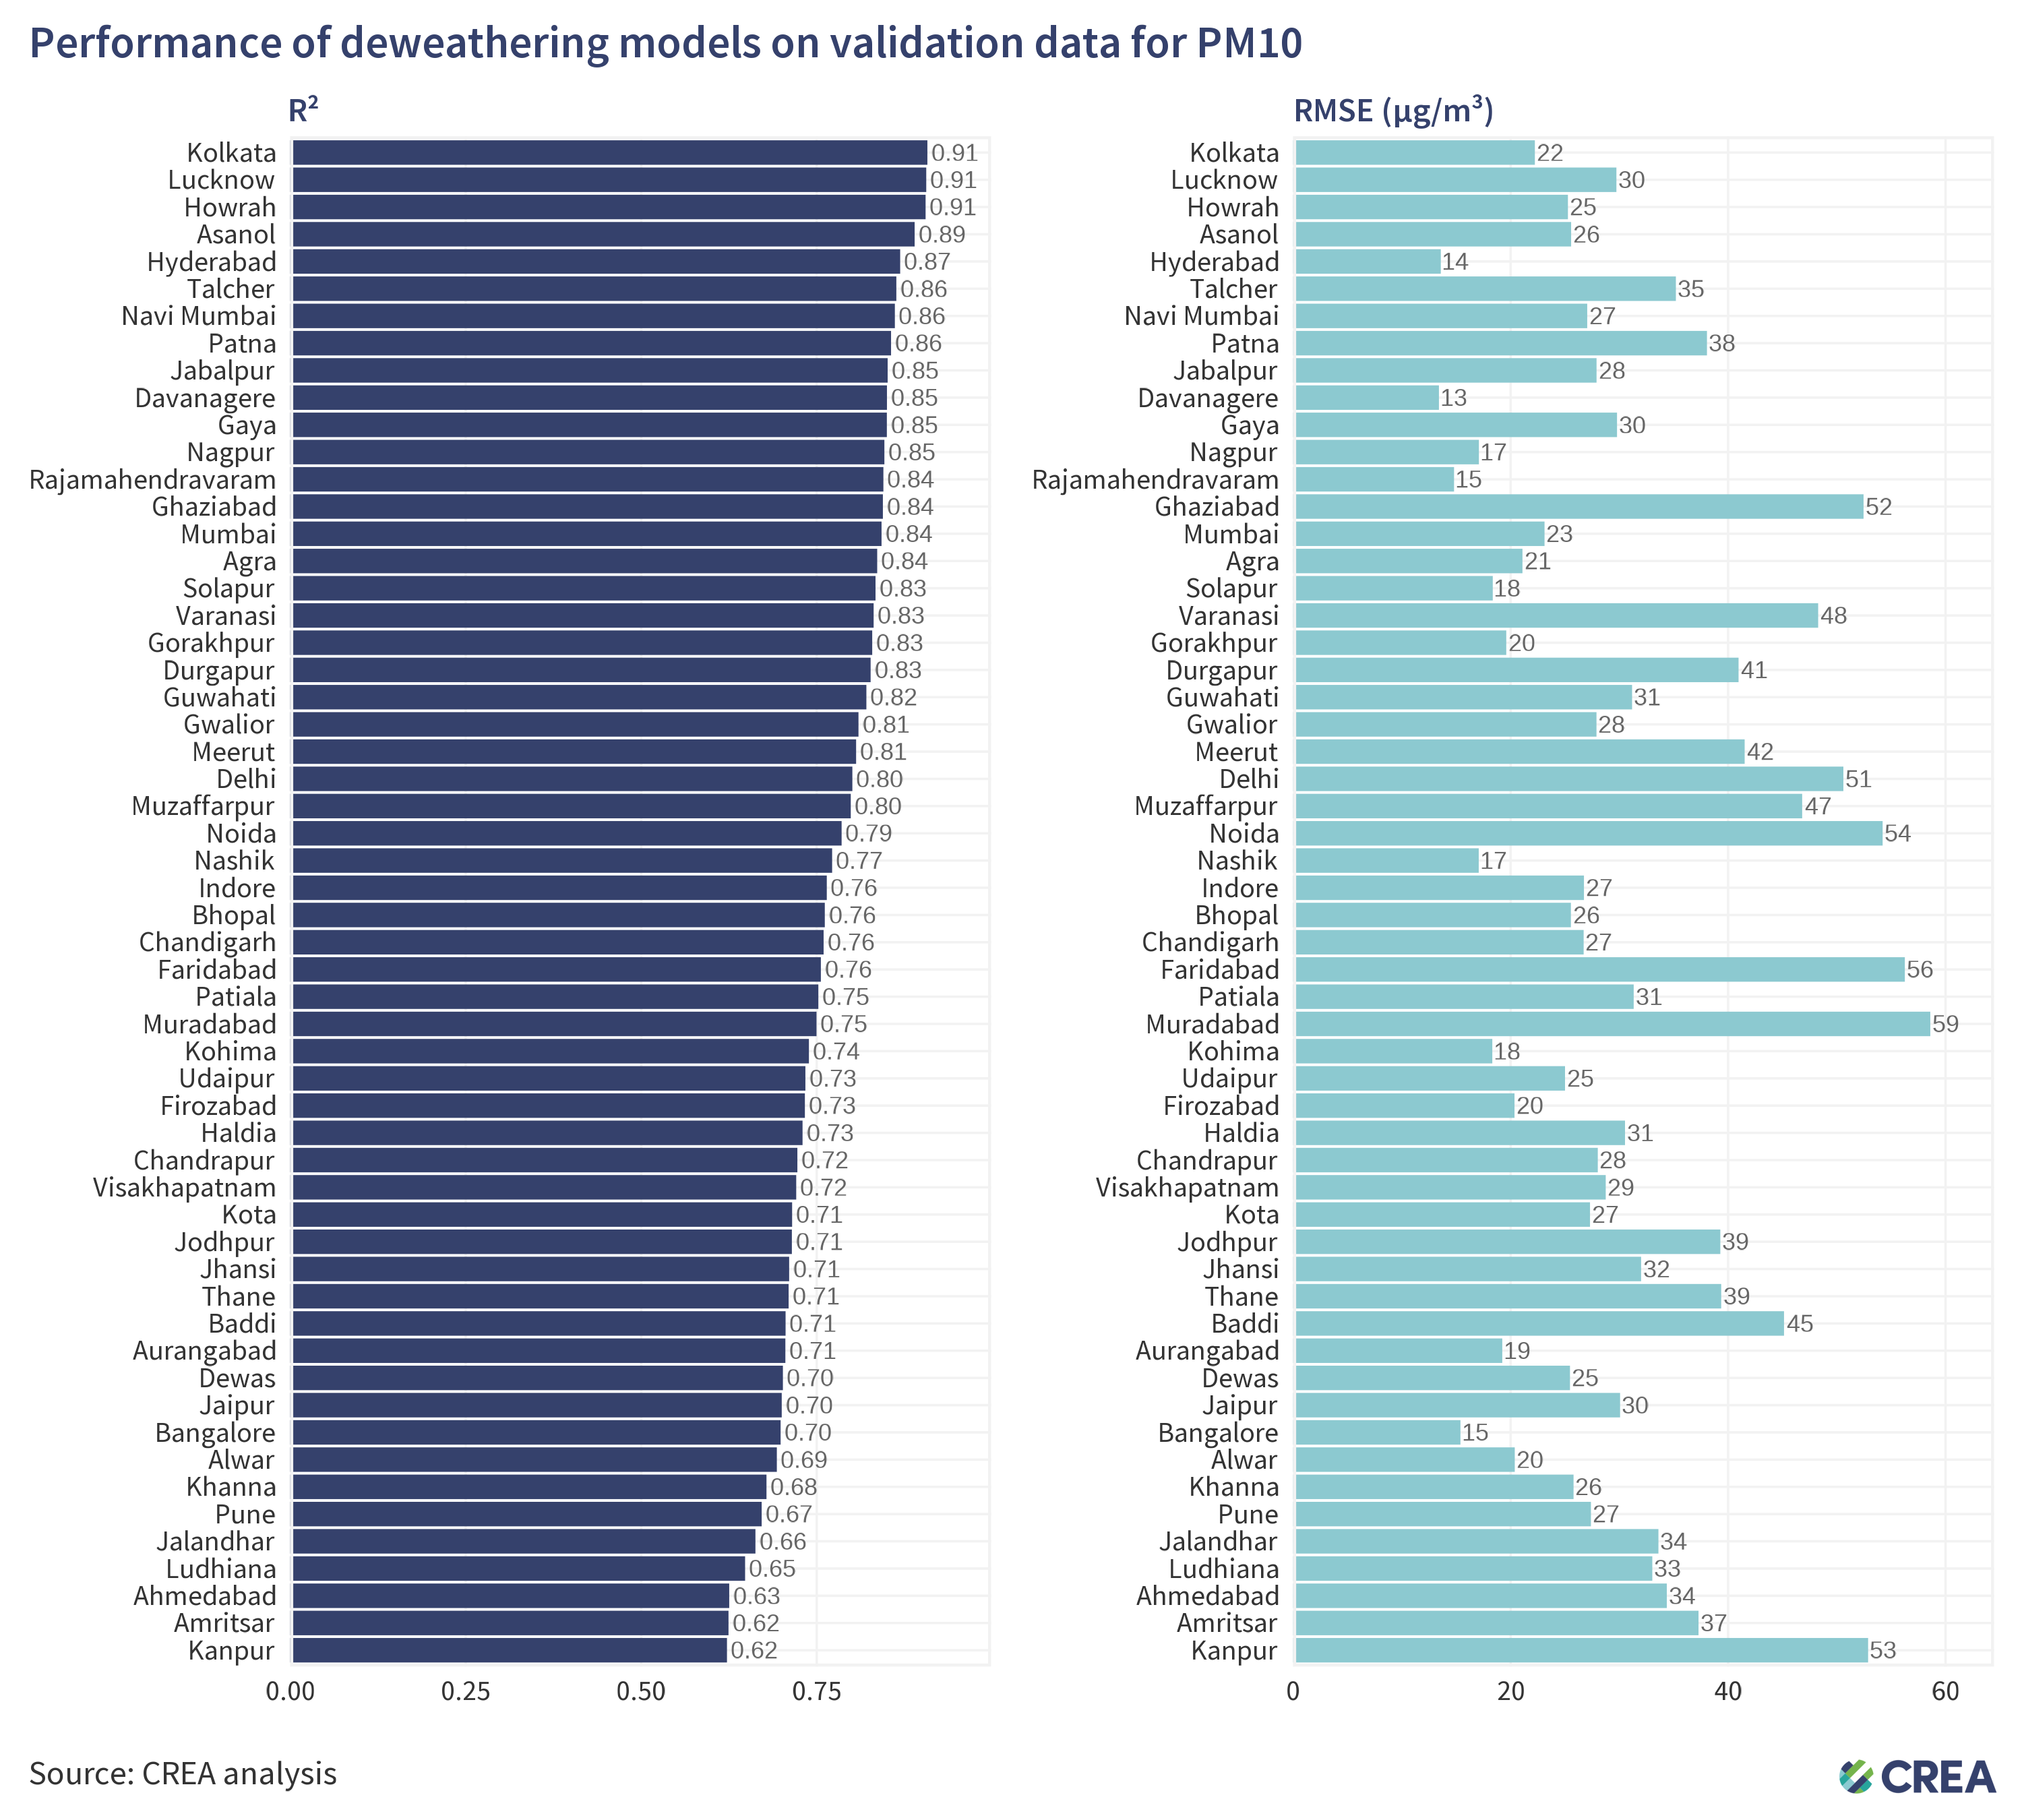 Performance of deweathering models on validation data for PM10
R²
Kolkata 0.91
Lucknow 0.91
Howrah 0.91
Asanol 0.89
Hyderabad 0.87
Talcher 0.86
Navi Mumbai 0.86
Patna 0.86
Jabalpur 0.85
Davanagere 0.85
Gaya 0.85
Nagpur 0.85
Rajamahendravaram 0.84
Ghaziabad 0.84
Mumbai 0.84
Agra 0.84
Solapur 0.83
Varanasi 0.83
Gorakhpur 0.83
Durgapur 0.83
Guwahati 0.82
Gwalior 0.81
Meerut 0.81
Delhi 0.80
Muzaffarpur 0.80
Noida 0.79
Nashik 0.77
Indore 0.76
Bhopal 0.76
Chandigarh 0.76
Faridabad 0.76
Patiala 0.75
Muradabad 0.75
Kohima 0.74
Udaipur 0.73
Firozabad 0.73
Haldia 0.73
Chandrapur 0.72
Visakhapatnam 0.72
Kota 0.71
Jodhpur 0.71
Jhansi 0.71
Thane 0.71
Baddi 0.71
Aurangabad 0.71
Dewas 0.70
Jaipur 0.70
Bangalore 0.70
Alwar 0.69
Khanna 0.68
Pune 0.67
Jalandhar 0.66
Ludhiana 0.65
Ahmedabad 0.63
Amritsar 0.62
Kanpur 0.62
0.00 0.25 0.50 0.75
RMSE (µg/m³)
Kolkata 22
Lucknow 30
Howrah 25
Asanol 26
Hyderabad 14
Talcher 35
Navi Mumbai 27
Patna 38
Jabalpur 28
Davanagere 13
Gaya 30
Nagpur 17
Rajamahendravaram 15
Ghaziabad 52
Mumbai 23
Agra 21
Solapur 18
Varanasi 48
Gorakhpur 20
Durgapur 41
Guwahati 31
Gwalior 28
Meerut 42
Delhi 51
Muzaffarpur 47
Noida 54
Nashik 17
Indore 27
Bhopal 26
Chandigarh 27
Faridabad 56
Patiala 31
Muradabad 59
Kohima 18
Udaipur 25
Firozabad 20
Haldia 31
Chandrapur 28
Visakhapatnam 29
Kota 27
Jodhpur 39
Jhansi 32
Thane 39
Baddi 45
Aurangabad 19
Dewas 25
Jaipur 30
Bangalore 15
Alwar 20
Khanna 26
Pune 27
Jalandhar 34
Ludhiana 33
Ahmedabad 34
Amritsar 37
Kanpur 53
0 20 40 60
Source: CREA analysis
CREA